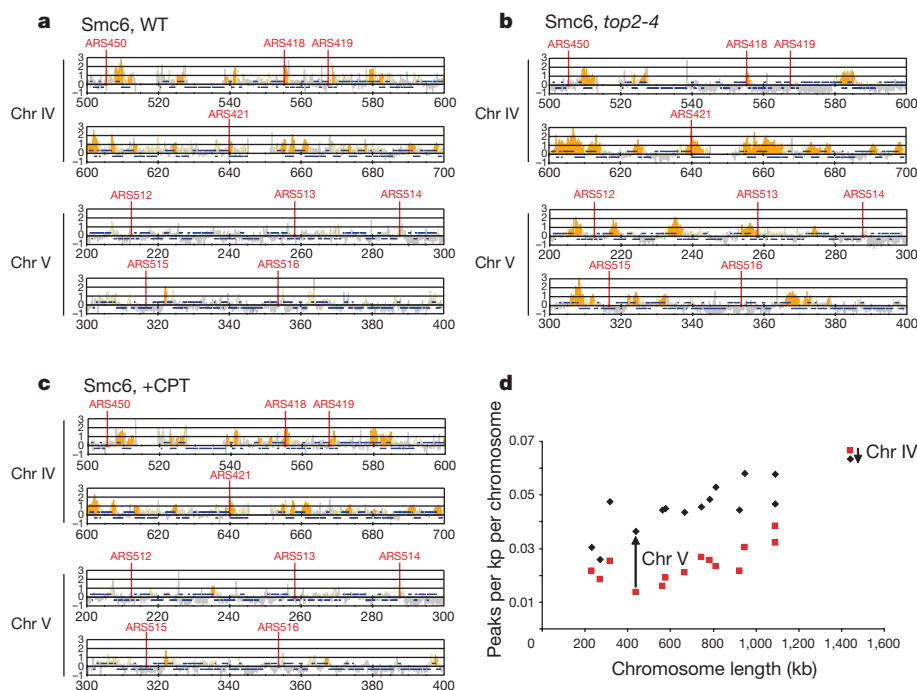 a Smc6, WT
ARS450 ARS418 ARS419
3
2
1
0
−1
500 520 540 560 580 600
Chr IV
ARS421
3
2
1
0
−1
600 620 640 660 680 700
ARS512 ARS513 ARS514
3
2
1
0
−1
200 220 240 260 280 300
Chr V
ARS515 ARS516
3
2
1
0
−1
300 320 340 360 380 400
b Smc6, top2-4
ARS450 ARS418 ARS419
3
2
1
0
−1
500 520 540 560 580 600
Chr IV
ARS421
3
2
1
0
−1
600 620 640 660 680 700
ARS512 ARS513 ARS514
3
2
1
0
−1
200 220 240 260 280 300
Chr V
ARS515 ARS516
3
2
1
0
−1
300 320 340 360 380 400
c Smc6, +CPT
ARS450 ARS418 ARS419
3
2
1
0
−1
500 520 540 560 580 600
Chr IV
ARS421
3
2
1
0
−1
600 620 640 660 680 700
ARS512 ARS513 ARS514
3
2
1
0
−1
200 220 240 260 280 300
Chr V
ARS515 ARS516
3
2
1
0
−1
300 320 340 360 380 400
d
Peaks per kp per chromosome
0.07
0.05
0.03
0.01
Chr IV
Chr V
0 200 400 600 800 1,000 1,200 1,400 1,600
Chromosome length (kb)